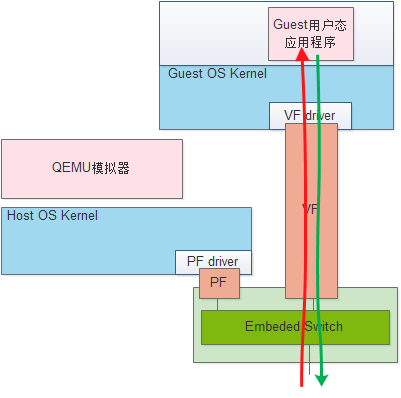 Guest用户态
应用程序
Guest OS Kernel
VF driver
QEMU模拟器
VF
Host OS Kernel
PF driver
PF
Embeded Switch